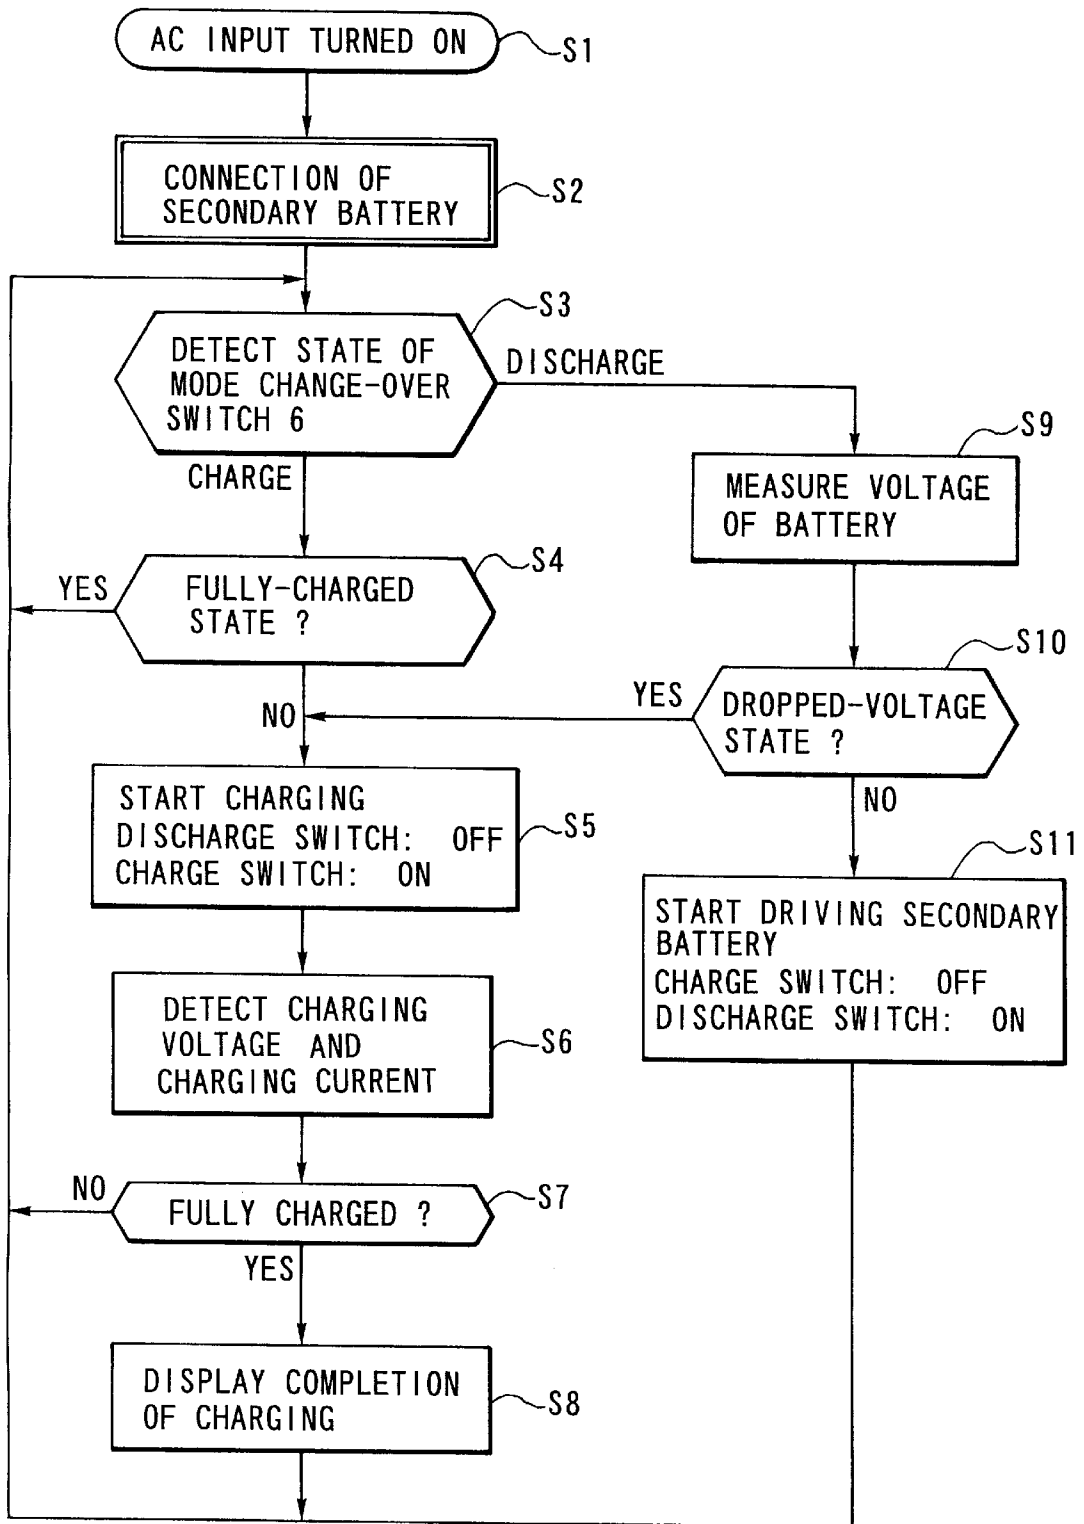 AC INPUT TURNED ON
S1
CONNECTION OF
SECONDARY BATTERY
S2
DETECT STATE OF
MODE CHANGE-OVER
SWITCH 6
S3
DISCHARGE
CHARGE
FULLY-CHARGED
STATE ?
S4
YES
NO
START CHARGING
DISCHARGE SWITCH: OFF
CHARGE SWITCH: ON
S5
DETECT CHARGING
VOLTAGE AND
CHARGING CURRENT
S6
FULLY CHARGED ?
S7
NO
YES
DISPLAY COMPLETION
OF CHARGING
S8
MEASURE VOLTAGE
OF BATTERY
S9
DROPPED-VOLTAGE
STATE ?
S10
YES
NO
START DRIVING SECONDARY
BATTERY
CHARGE SWITCH: OFF
DISCHARGE SWITCH: ON
S11